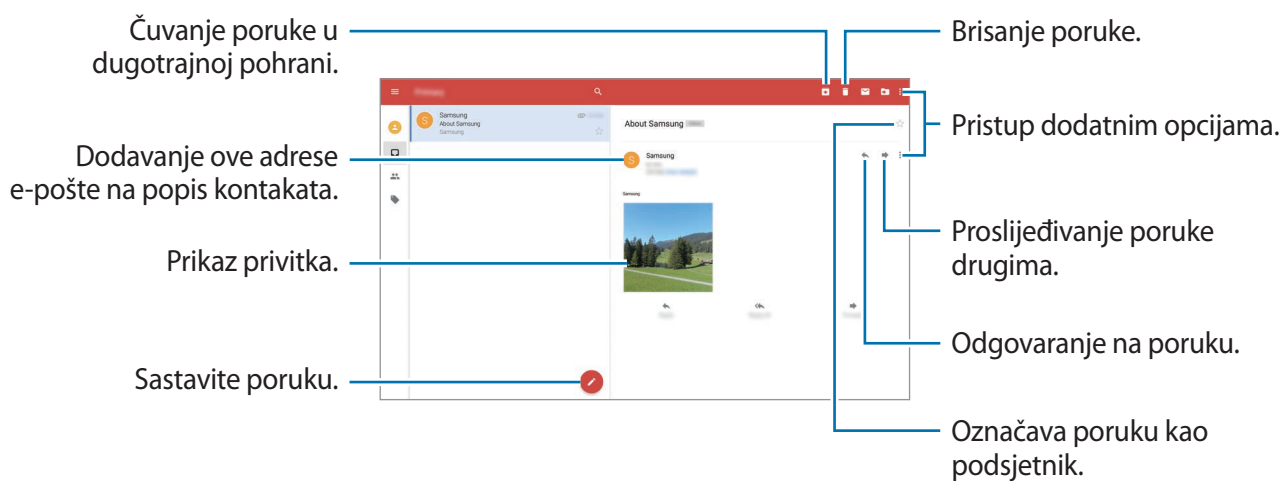 Čuvanje poruke u
dugotrajnoj pohrani.
Dodavanje ove adrese
e-pošte na popis kontakata.
Prikaz privitka.
Sastavite poruku.
S
Samsung
About Samsung
Samsung
About Samsung
S
Samsung
Samsung
Brisanje poruke.
Pristup dodatnim opcijama.
Proslijeđivanje poruke
drugima.
Odgovaranje na poruku.
Označava poruku kao
podsjetnik.